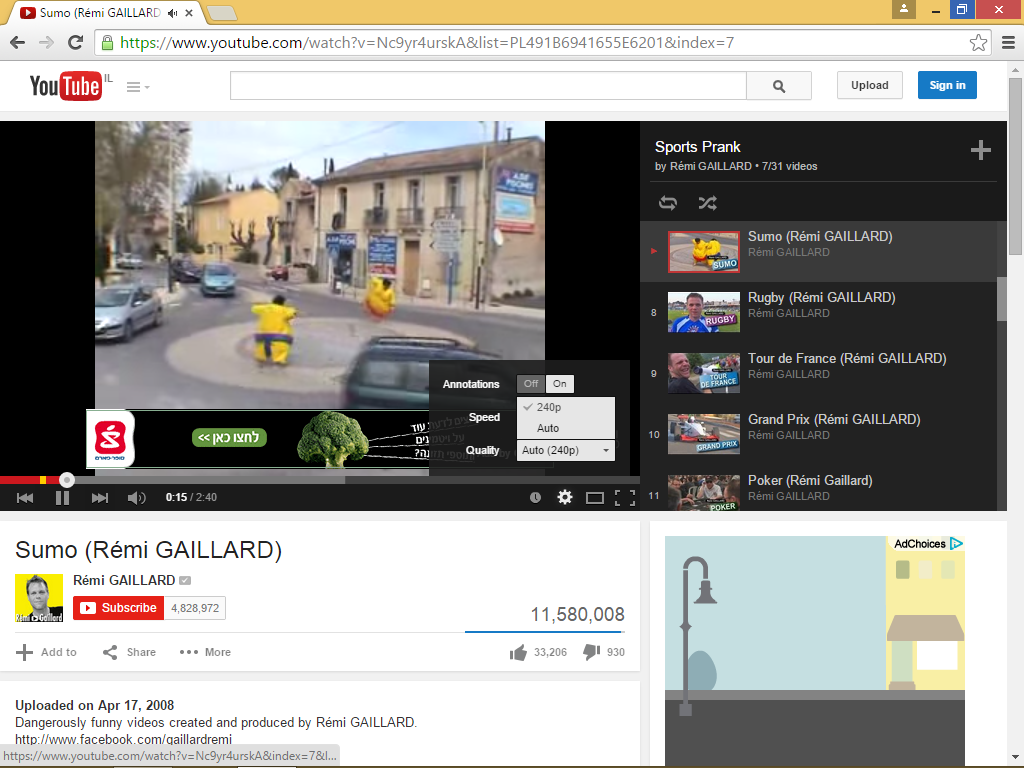 Sumo (Rémi GAILLARD)
https://www.youtube.com/watch?v=Nc9yr4urskA&list=PL491B6941655E6201&index=7
YouTube IL
Upload
Sign in
Annotations Off On
Speed
240p
Auto
Quality Auto (240p)
סופר-פארם
לחצו כאן >>
0:15 / 2:40
Sports Prank
by Rémi GAILLARD • 7/31 videos
SUMO
Sumo (Rémi GAILLARD)
Rémi GAILLARD
8
RUGBY
Rugby (Rémi GAILLARD)
Rémi GAILLARD
9
TOUR
DE FRANCE
Tour de France (Rémi GAILLARD)
Rémi GAILLARD
10
GRAND PRIX
Grand Prix (Rémi GAILLARD)
Rémi GAILLARD
11
POKER
Poker (Rémi Gaillard)
Rémi GAILLARD
Sumo (Rémi GAILLARD)
Rémi Gaillard
Rémi GAILLARD
Subscribe 4,828,972
11,580,008
Add to Share More 33,206 930
Uploaded on Apr 17, 2008
Dangerously funny videos created and produced by Rémi GAILLARD.
http://www.facebook.com/gaillardremi
https://www.youtube.com/watch?v=Nc9yr4urskA&index=7&l...
AdChoices